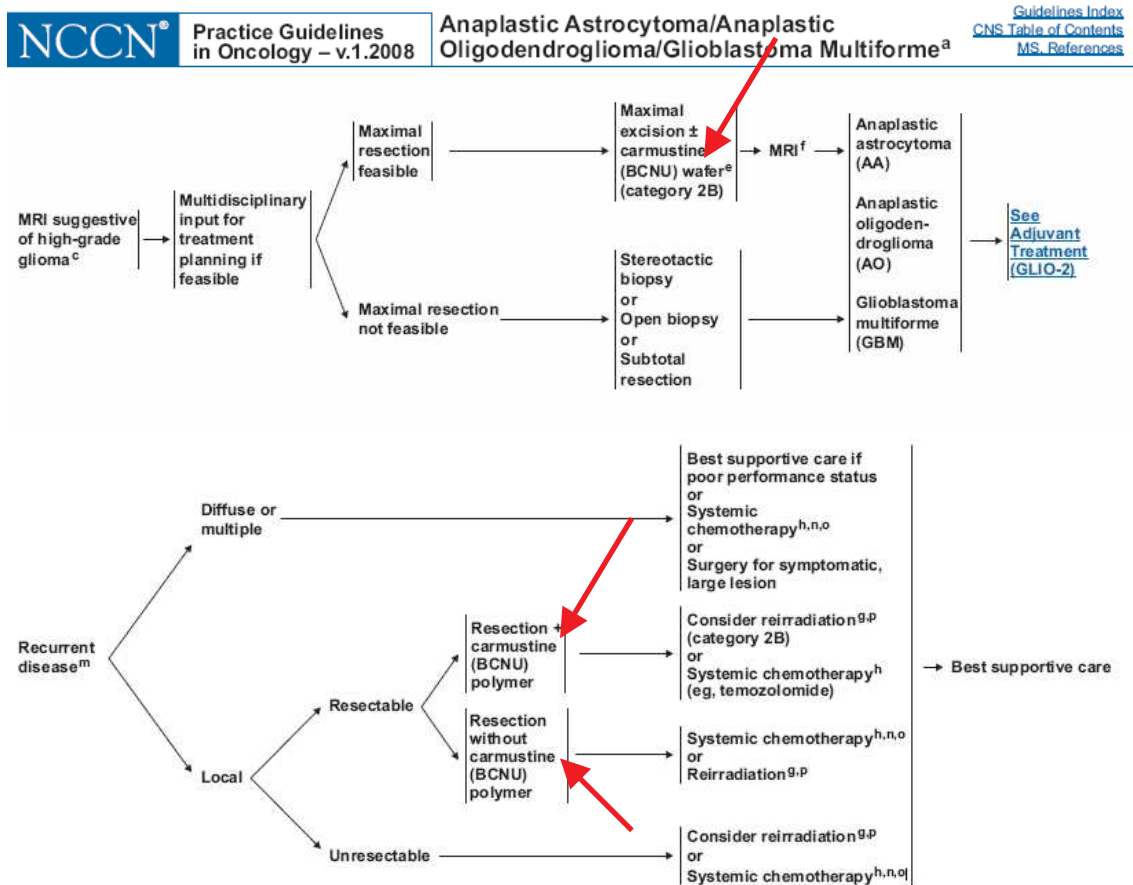 NCCN®
Practice Guidelines
in Oncology – v.1.2008
Anaplastic Astrocytoma/Anaplastic
Oligodendroglioma/Glioblastoma Multiformeᵃ
Guidelines Index
CNS Table of Contents
MS, References
MRI suggestive
of high-grade
gliomaᶜ
Multidisciplinary
input for
treatment
planning if
feasible
Maximal
resection
feasible
Maximal
excision ±
carmustine
(BCNU) waferᵉ
(category 2B)
MRIᶠ
Maximal resection
not feasible
Stereotactic
biopsy
or
Open biopsy
or
Subtotal
resection
Anaplastic
astrocytoma
(AA)
Anaplastic
oligoden-
droglioma
(AO)
Glioblastoma
multiforme
(GBM)
See
Adjuvant
Treatment
(GLIO-2)
Recurrent
diseaseᵐ
Diffuse or
multiple
Best supportive care if
poor performance status
or
Systemic
chemotherapyʰ,ⁿ,ᵒ
or
Surgery for symptomatic,
large lesion
Local
Resectable
Resection +
carmustine
(BCNU)
polymer
Consider reirradiationᵍ,ᵖ
(category 2B)
or
Systemic chemotherapyʰ
(eg, temozolomide)
Resection
without
carmustine
(BCNU)
polymer
Systemic chemotherapyʰ,ⁿ,ᵒ
or
Reirradiationᵍ,ᵖ
Unresectable
Consider reirradiationᵍ,ᵖ
or
Systemic chemotherapyʰ,ⁿ,ᵒ
Best supportive care